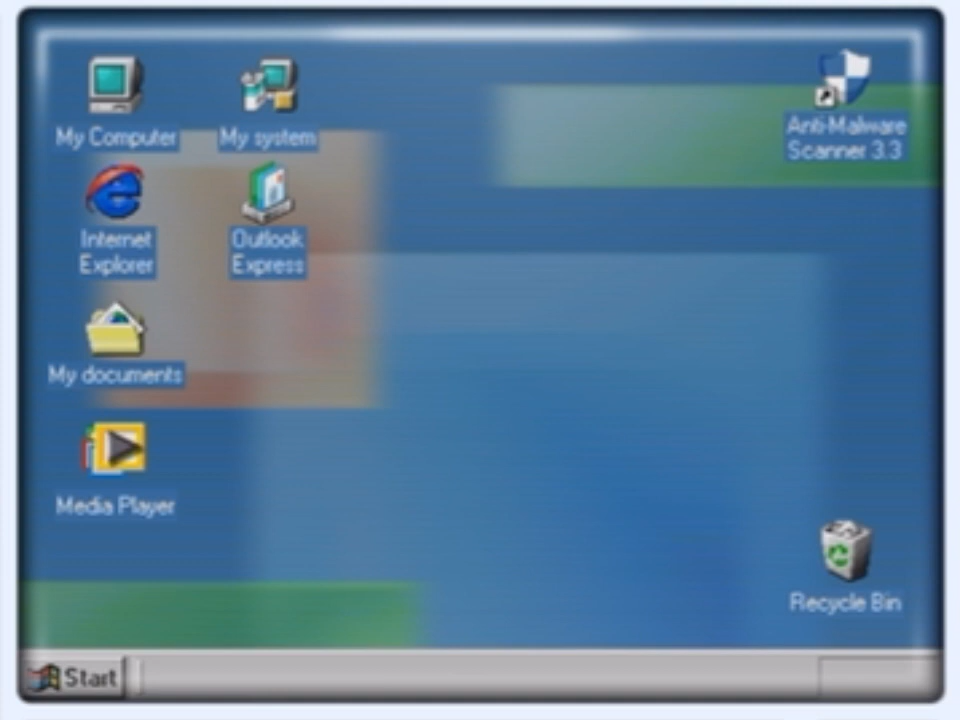 My Computer
My system
Anti-Malware
Scanner 3.3
Internet
Explorer
Outlook
Express
My documents
Media Player
Recycle Bin
Start